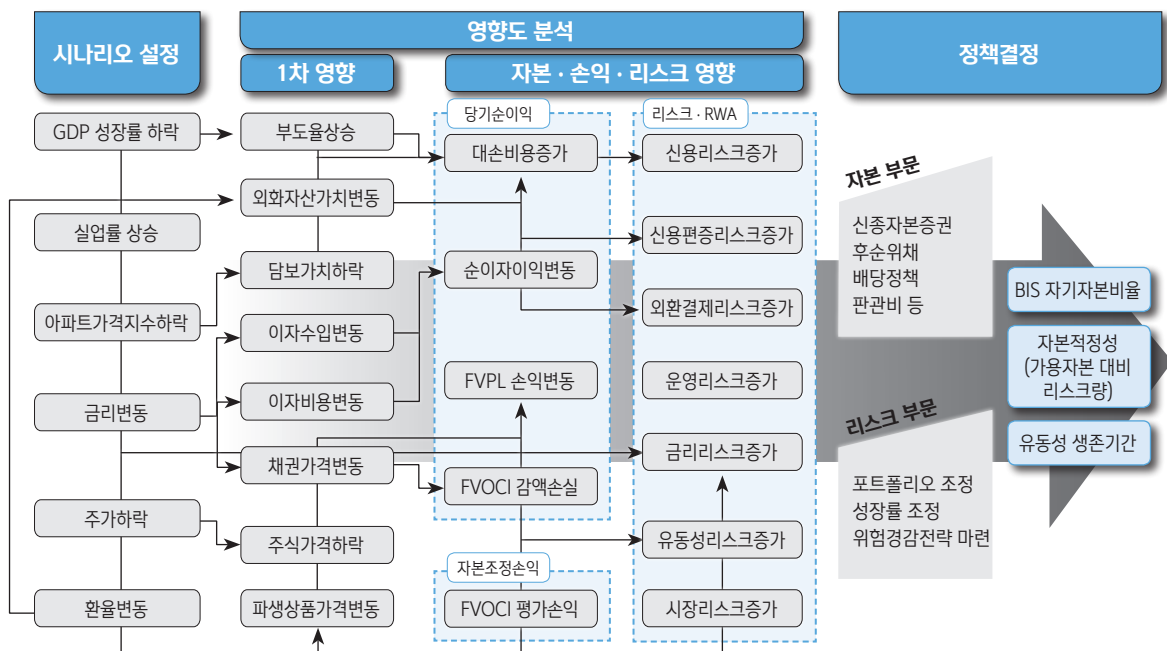 시나리오 설정
영향도 분석
1차 영향
자본 · 손익 · 리스크 영향
정책결정
GDP 성장률 하락
실업률 상승
아파트가격지수하락
금리변동
주가하락
환율변동
부도율상승
외화자산가치변동
담보가치하락
이자수입변동
이자비용변동
채권가격변동
주식가격하락
파생상품가격변동
당기순이익
대손비용증가
순이자이익변동
FVPL 손익변동
FVOCI 감액손실
자본조정손익
FVOCI 평가손익
리스크 · RWA
신용리스크증가
신용편중리스크증가
외환결제리스크증가
운영리스크증가
금리리스크증가
유동성리스크증가
시장리스크증가
자본 부문
신종자본증권
후순위채
배당정책
판관비 등
리스크 부문
포트폴리오 조정
성장률 조정
위험경감전략 마련
BIS 자기자본비율
자본적정성
(가용자본 대비
리스크량)
유동성 생존기간